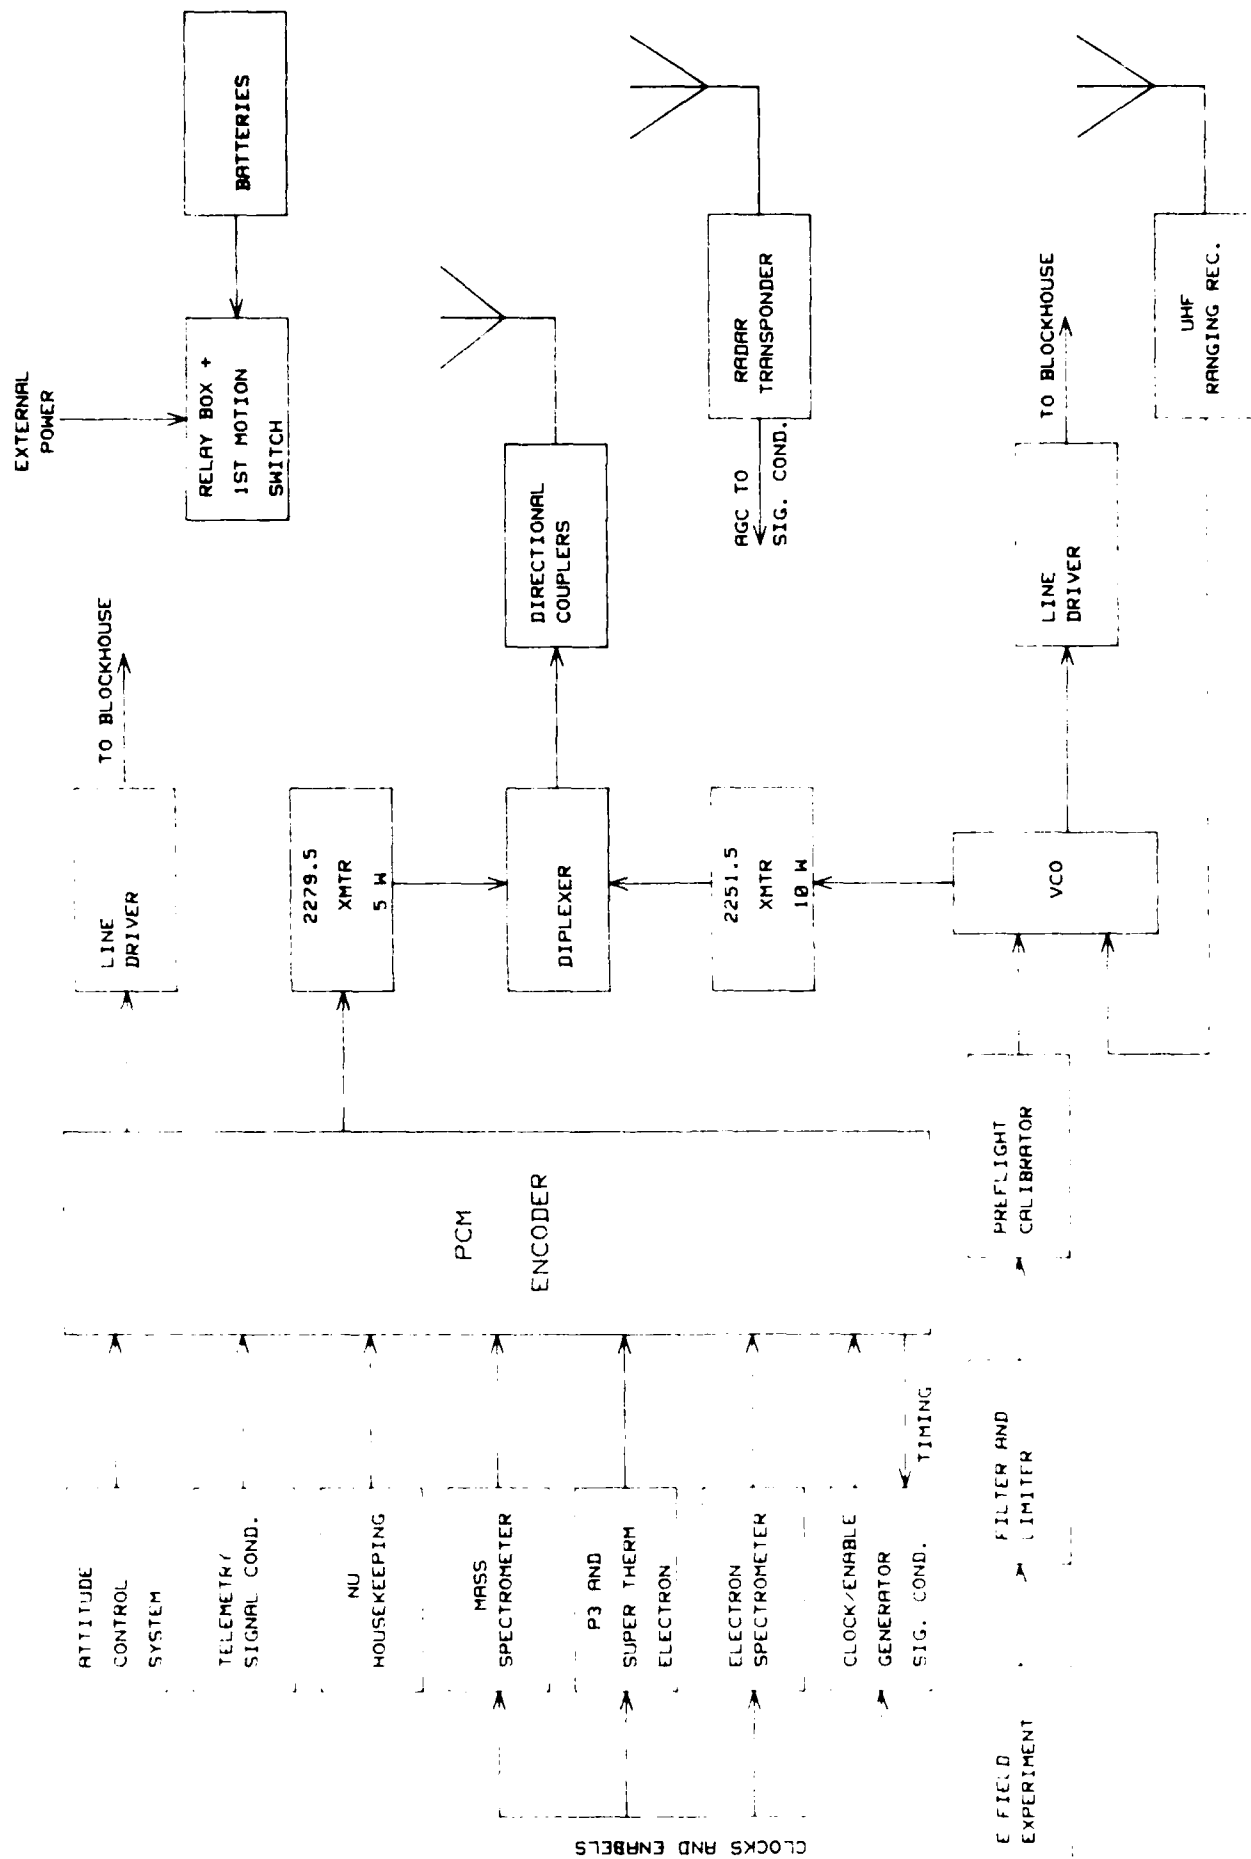 ATTITUDE
CONTROL
SYSTEM
TELEMETRY
SIGNAL COND.
NU
HOUSEKEEPING
MASS
SPECTROMETER
P3 AND
SUPER THERM
ELECTRON
ELECTRON
SPECTROMETER
CLOCK/ENABLE
GENERATOR
SIG. COND.
CLOCKS AND ENABELS
TIMING
E FIELD
EXPERIMENT
FILTER AND
LIMITER
PREFLIGHT
CALIBRATOR
PCM
ENCODER
LINE
DRIVER
TO BLOCKHOUSE
2279.5
XMTR
5 W
DIPLEXER
2251.5
XMTR
10 W
VCO
DIRECTIONAL
COUPLERS
LINE
DRIVER
TO BLOCKHOUSE
EXTERNAL
POWER
RELAY BOX +
1ST MOTION
SWITCH
BATTERIES
RADAR
TRANSPONDER
AGC TO
SIG. COND.
UHF
RANGING REC.